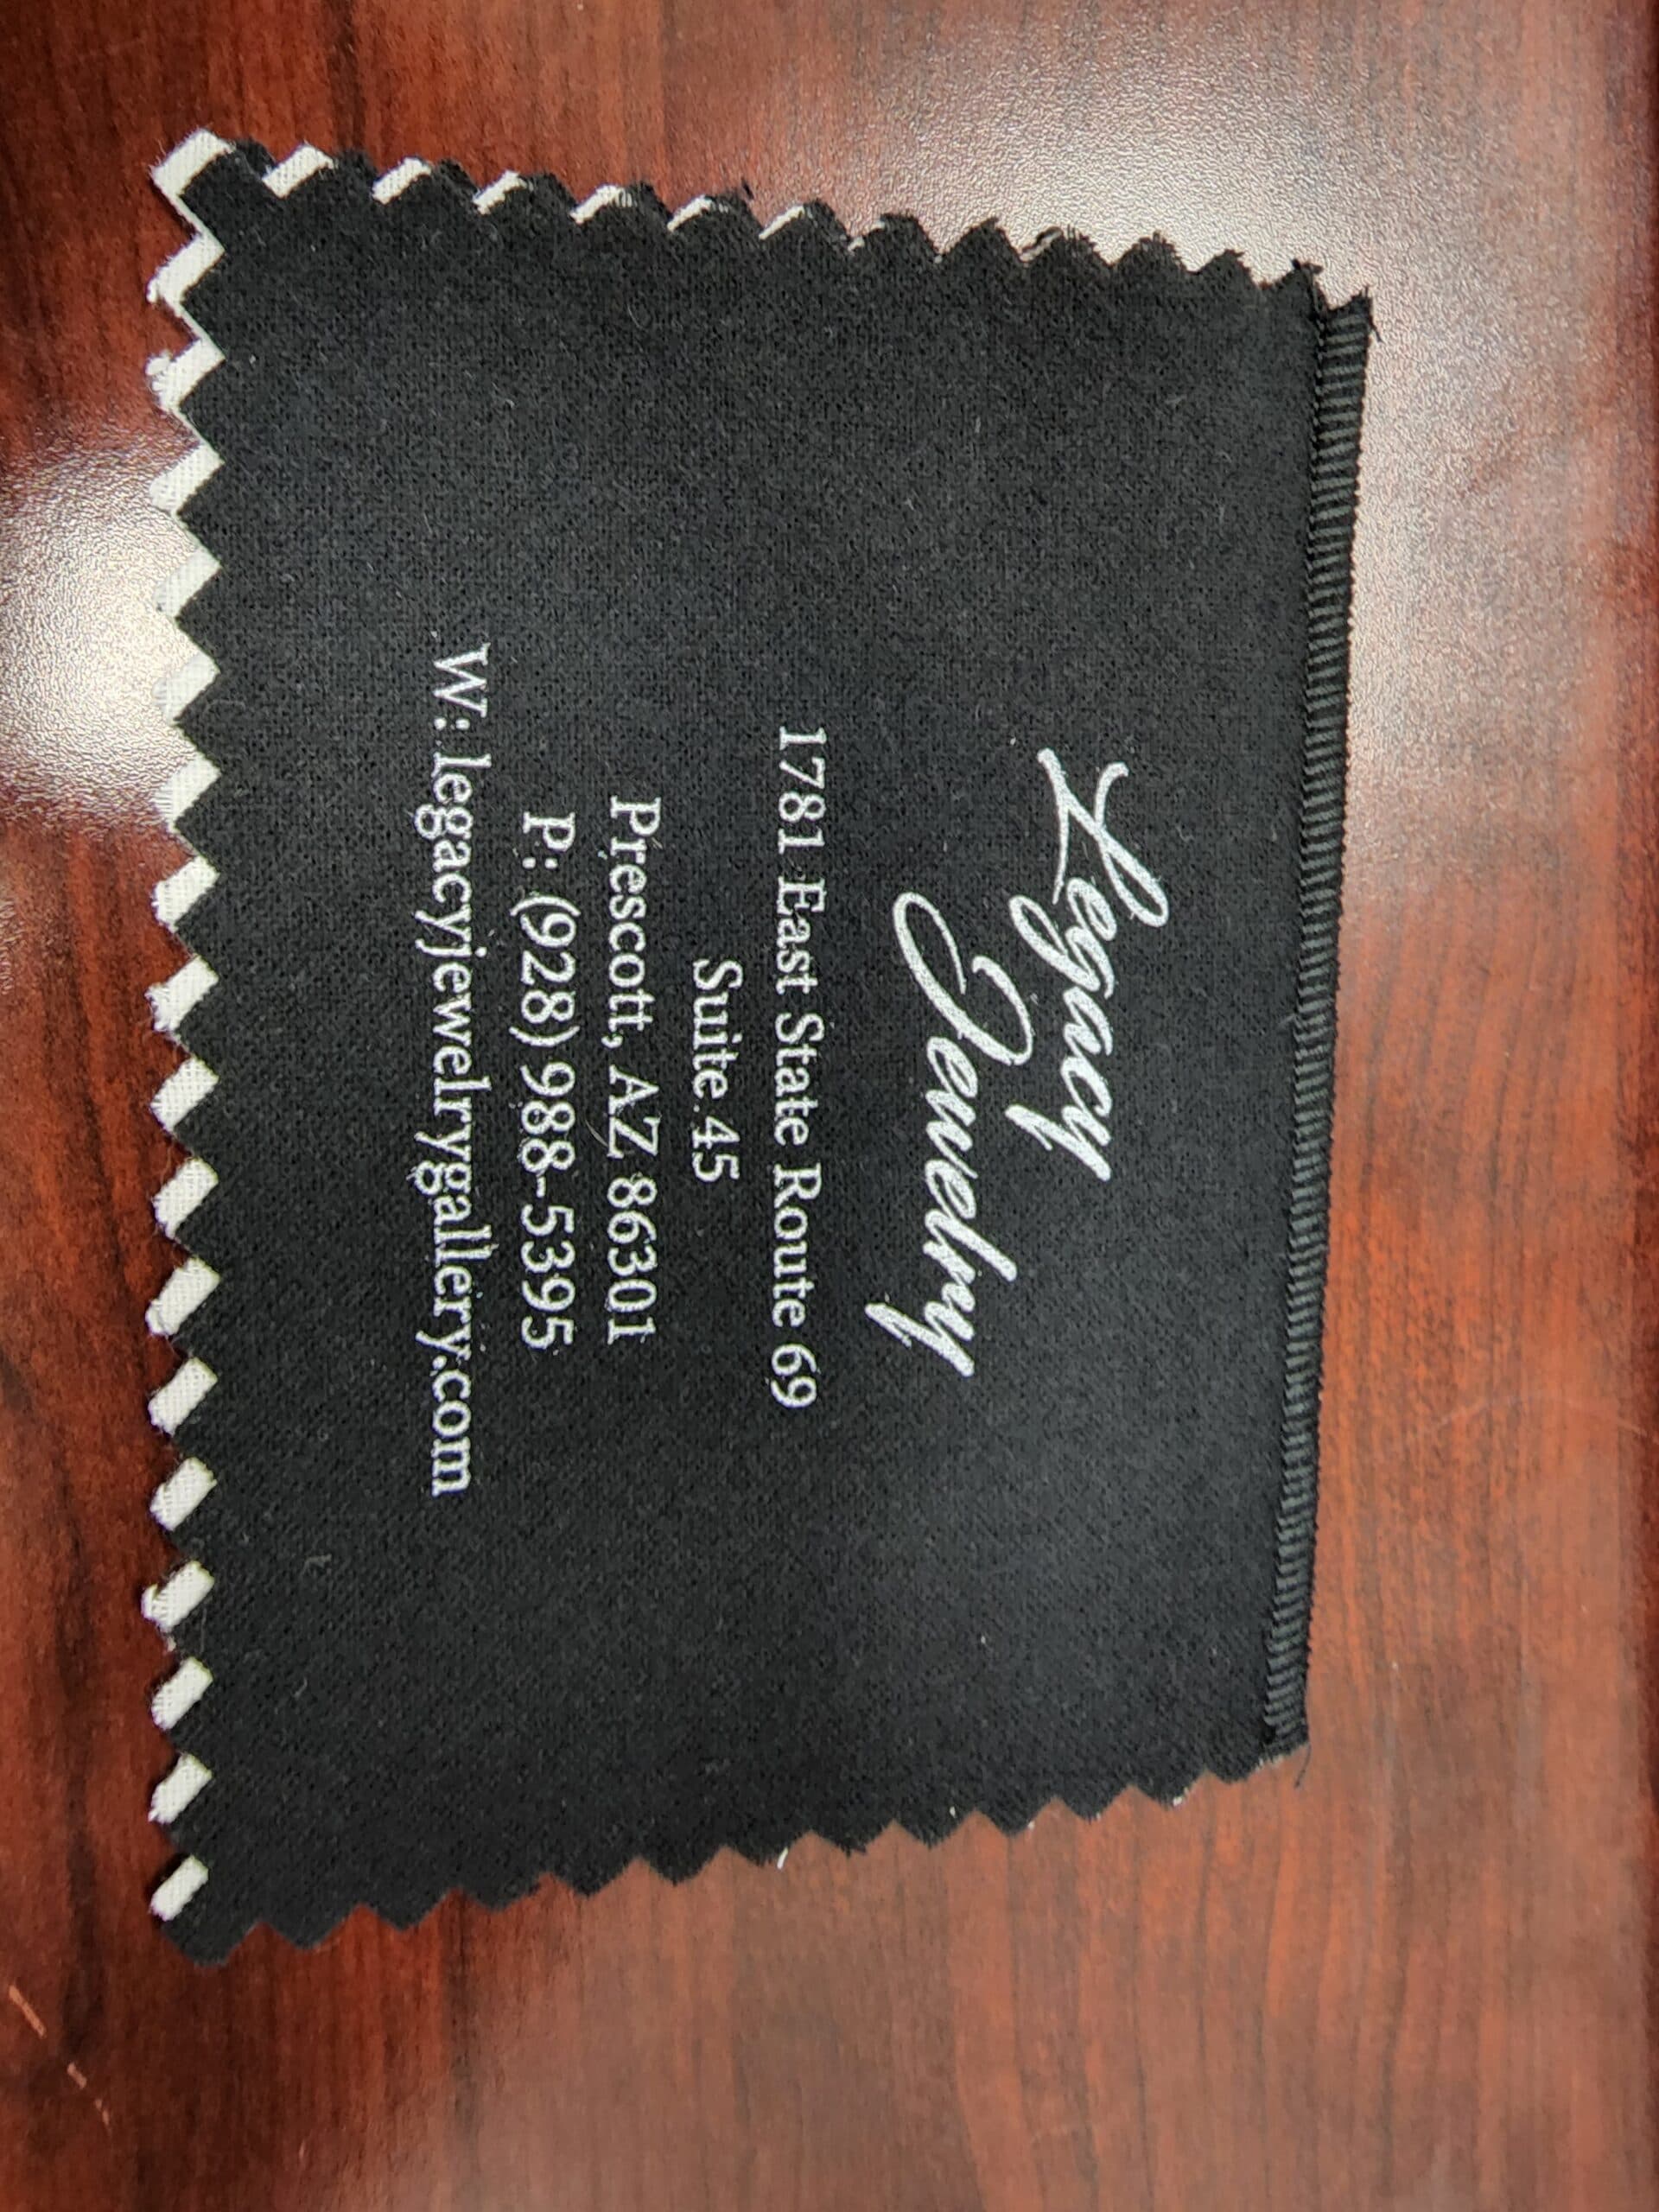 Legacy
Jewelry
1781 East State Route 69
Suite 45
Prescott, AZ 86301
P: (928) 988-5395
W: legacyjewelrygallery.com